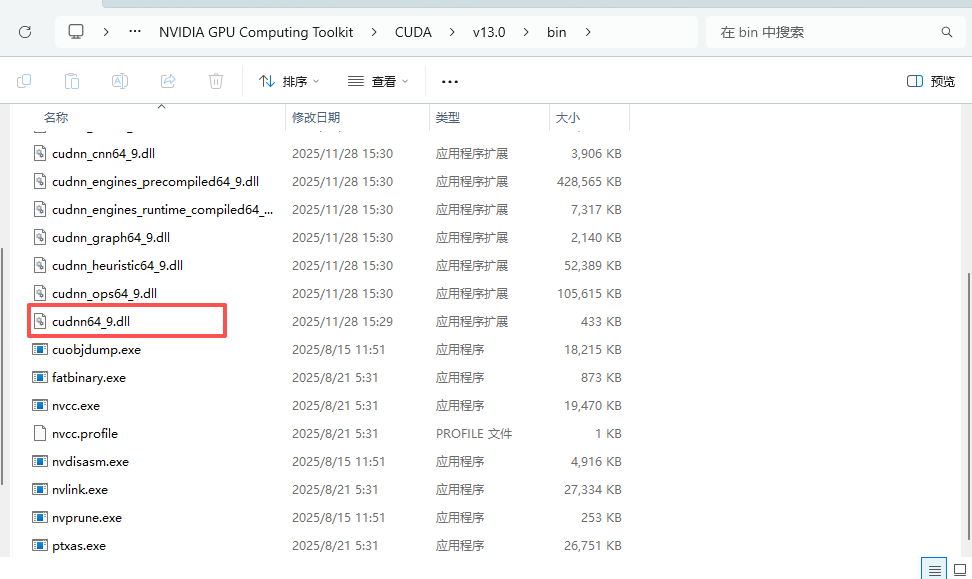 NVIDIA GPU Computing Toolkit > CUDA > v13.0 > bin >
在 bin 中搜索
排序 查看 预览
名称 修改日期 类型 大小
cudnn_cnn64_9.dll 2025/11/28 15:30 应用程序扩展 3,906 KB
cudnn_engines_precompiled64_9.dll 2025/11/28 15:30 应用程序扩展 428,565 KB
cudnn_engines_runtime_compiled64_... 2025/11/28 15:30 应用程序扩展 7,317 KB
cudnn_graph64_9.dll 2025/11/28 15:30 应用程序扩展 2,140 KB
cudnn_heuristic64_9.dll 2025/11/28 15:30 应用程序扩展 52,389 KB
cudnn_ops64_9.dll 2025/11/28 15:30 应用程序扩展 105,615 KB
cudnn64_9.dll 2025/11/28 15:29 应用程序扩展 433 KB
cuobjdump.exe 2025/8/15 11:51 应用程序 18,215 KB
fatbinary.exe 2025/8/21 5:31 应用程序 873 KB
nvcc.exe 2025/8/21 5:31 应用程序 19,470 KB
nvcc.profile 2025/8/21 5:31 PROFILE 文件 1 KB
nvdisasm.exe 2025/8/15 11:51 应用程序 4,916 KB
nvlink.exe 2025/8/21 5:31 应用程序 27,334 KB
nvprune.exe 2025/8/15 11:51 应用程序 253 KB
ptxas.exe 2025/8/21 5:31 应用程序 26,751 KB